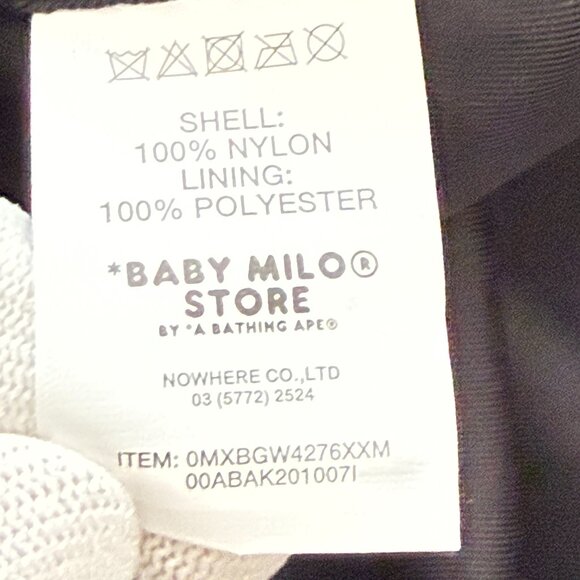 SHELL:
100% NYLON
LINING:
100% POLYESTER
*BABY MILO®
STORE
BY *A BATHING APE®
NOWHERE CO.,LTD
03 (5772) 2524
ITEM: 0MXBGW4276XXM
00ABAK201007I